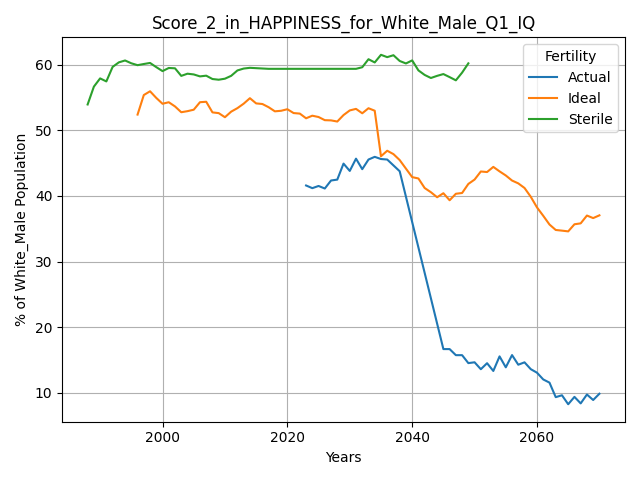 Score_2_in_HAPPINESS_for_White_Male_Q1_IQ
% of White_Male Population
60
50
40
30
20
10
2000 2020 2040 2060
Years
Fertility
Actual
Ideal
Sterile